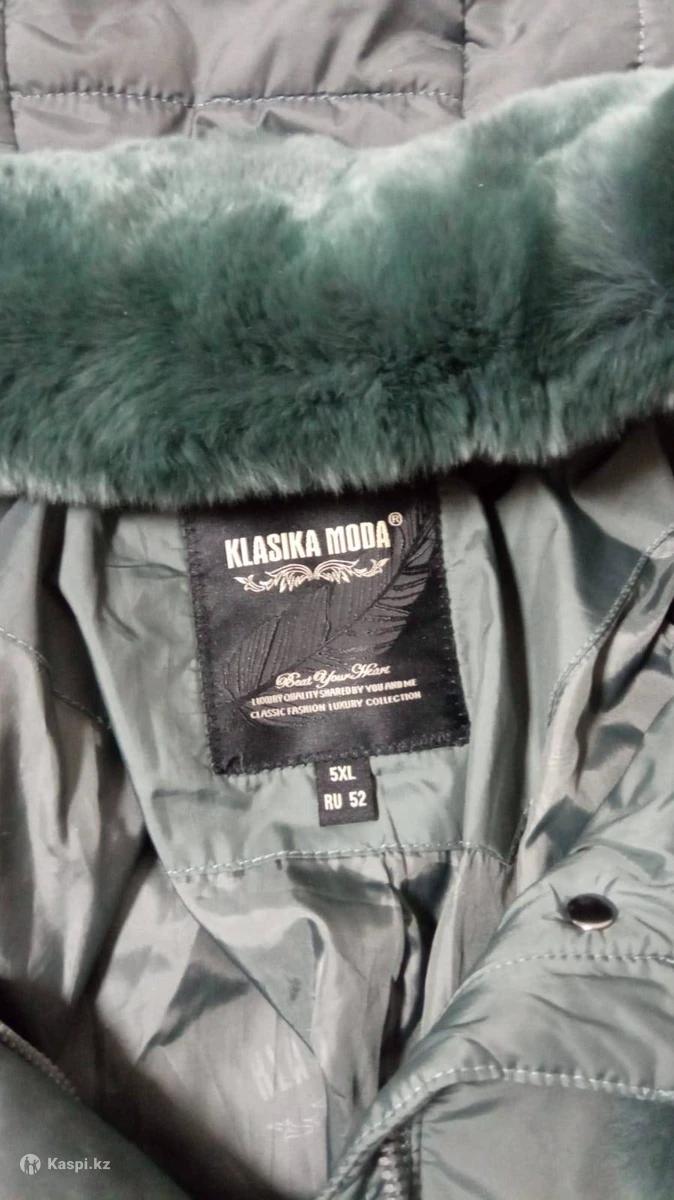 KLASIKA MODA®
Beat Your Heart
LUXURY QUALITY SHARED BY YOU AND ME
CLASSIC FASHION LUXURY COLLECTION
5XL
RU 52
Kaspi.kz